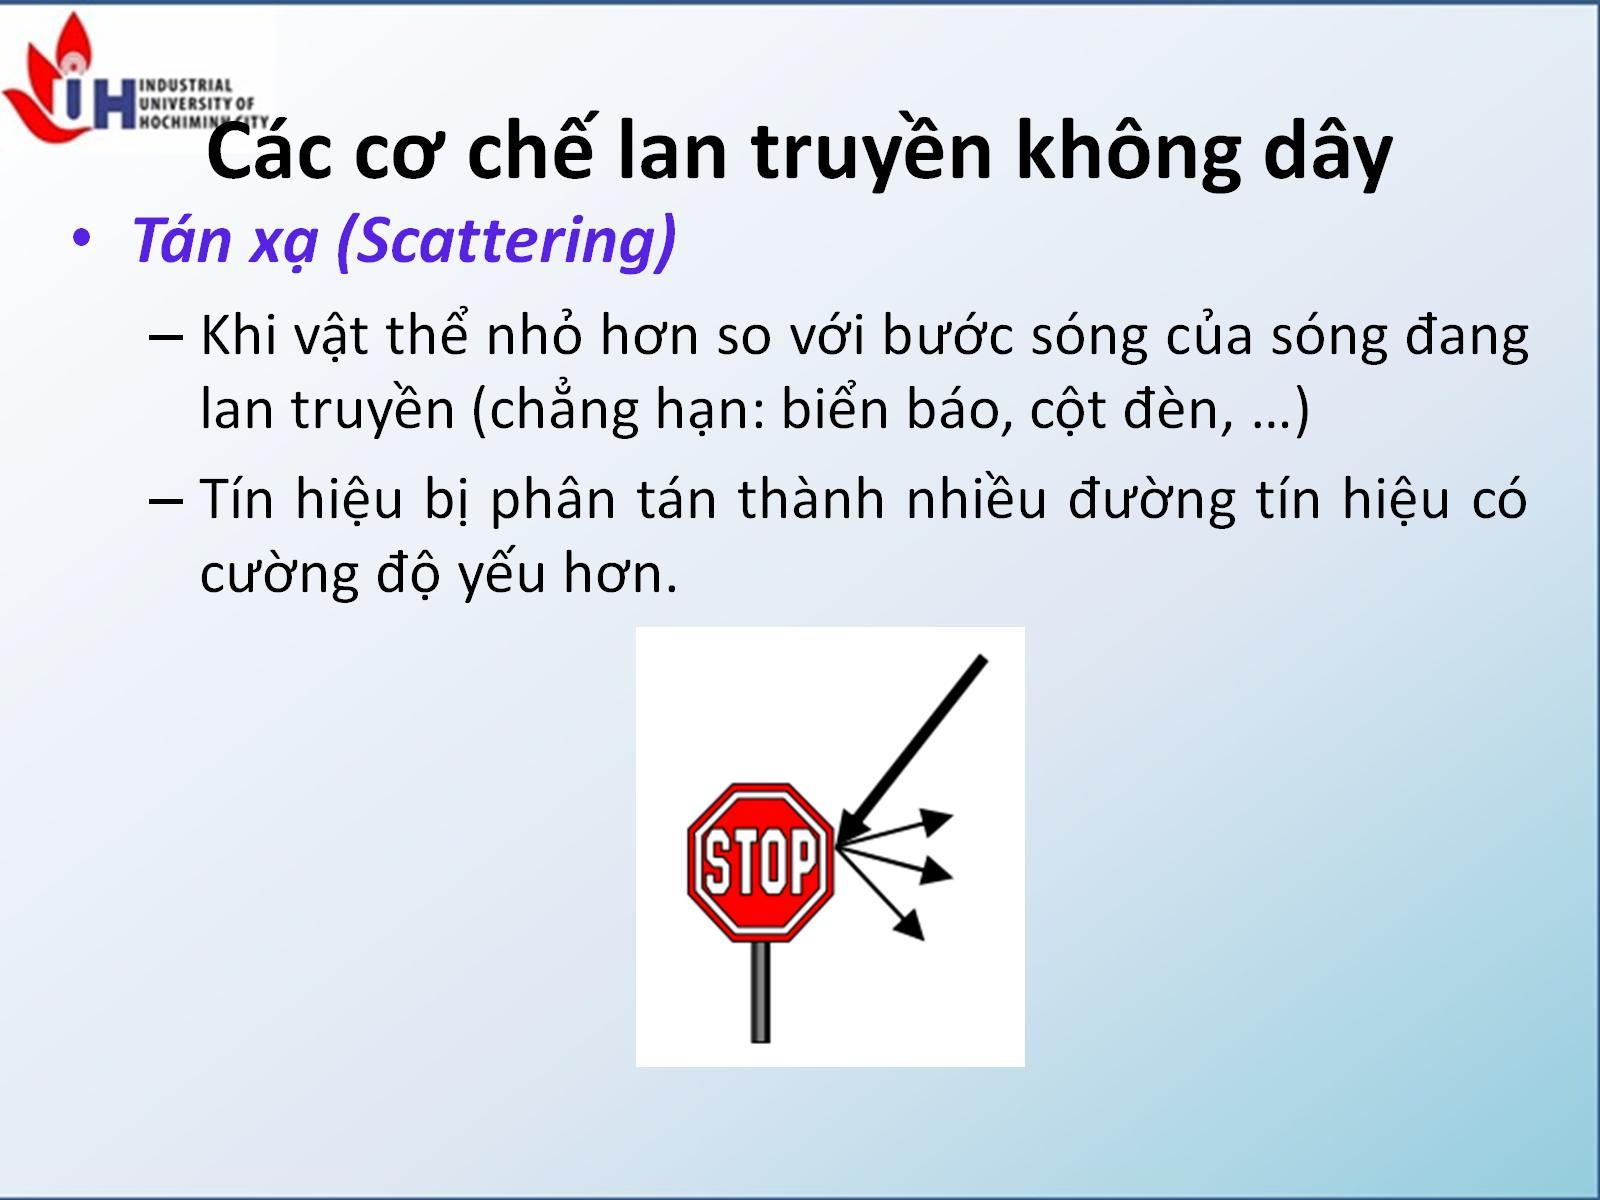 INDUSTRIAL
UNIVERSITY OF
HOCHIMINH CITY
Các cơ chế lan truyền không dây
• Tán xạ (Scattering)
– Khi vật thể nhỏ hơn so với bước sóng của sóng đang
lan truyền (chẳng hạn: biển báo, cột đèn, …)
– Tín hiệu bị phân tán thành nhiều đường tín hiệu có
cường độ yếu hơn.
STOP